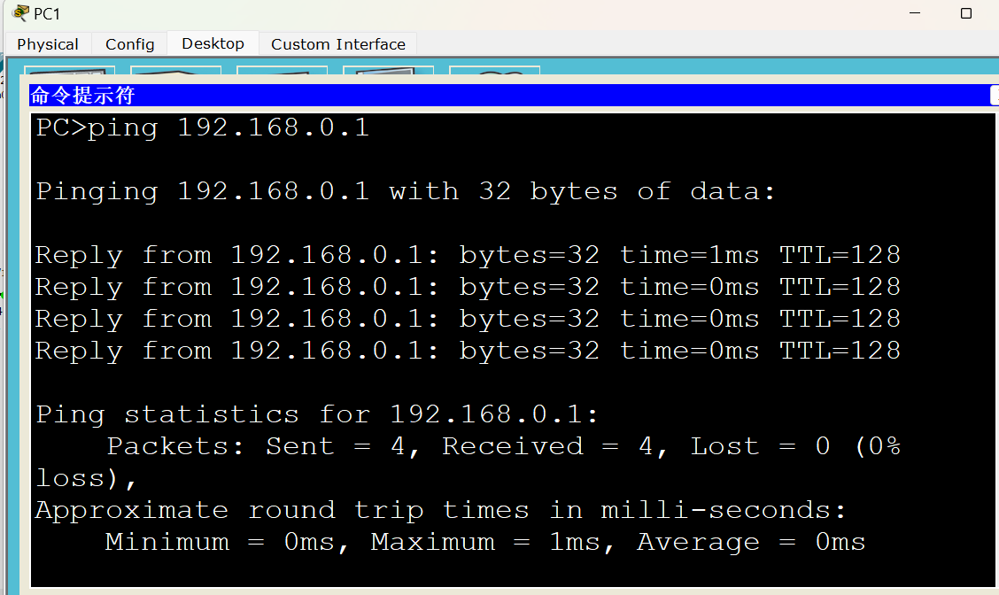 PC1
Physical Config Desktop Custom Interface
命令提示符
PC>ping 192.168.0.1
Pinging 192.168.0.1 with 32 bytes of data:
Reply from 192.168.0.1: bytes=32 time=1ms TTL=128
Reply from 192.168.0.1: bytes=32 time=0ms TTL=128
Reply from 192.168.0.1: bytes=32 time=0ms TTL=128
Reply from 192.168.0.1: bytes=32 time=0ms TTL=128
Ping statistics for 192.168.0.1:
Packets: Sent = 4, Received = 4, Lost = 0 (0%
loss),
Approximate round trip times in milli-seconds:
Minimum = 0ms, Maximum = 1ms, Average = 0ms